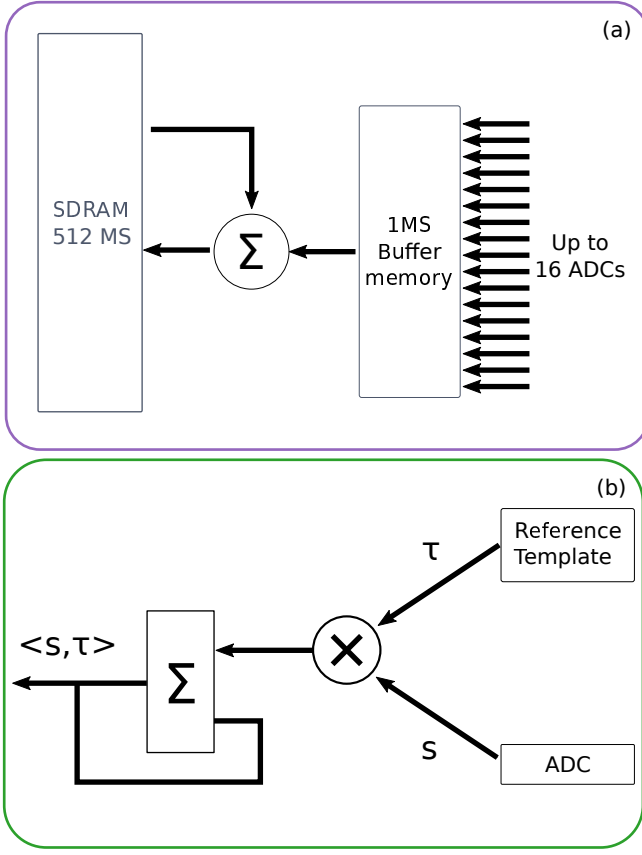 (a)
SDRAM
512 MS
Σ
1MS
Buffer
memory
Up to
16 ADCs
(b)
Reference
Template
τ
<s,τ>
Σ
×
s
ADC